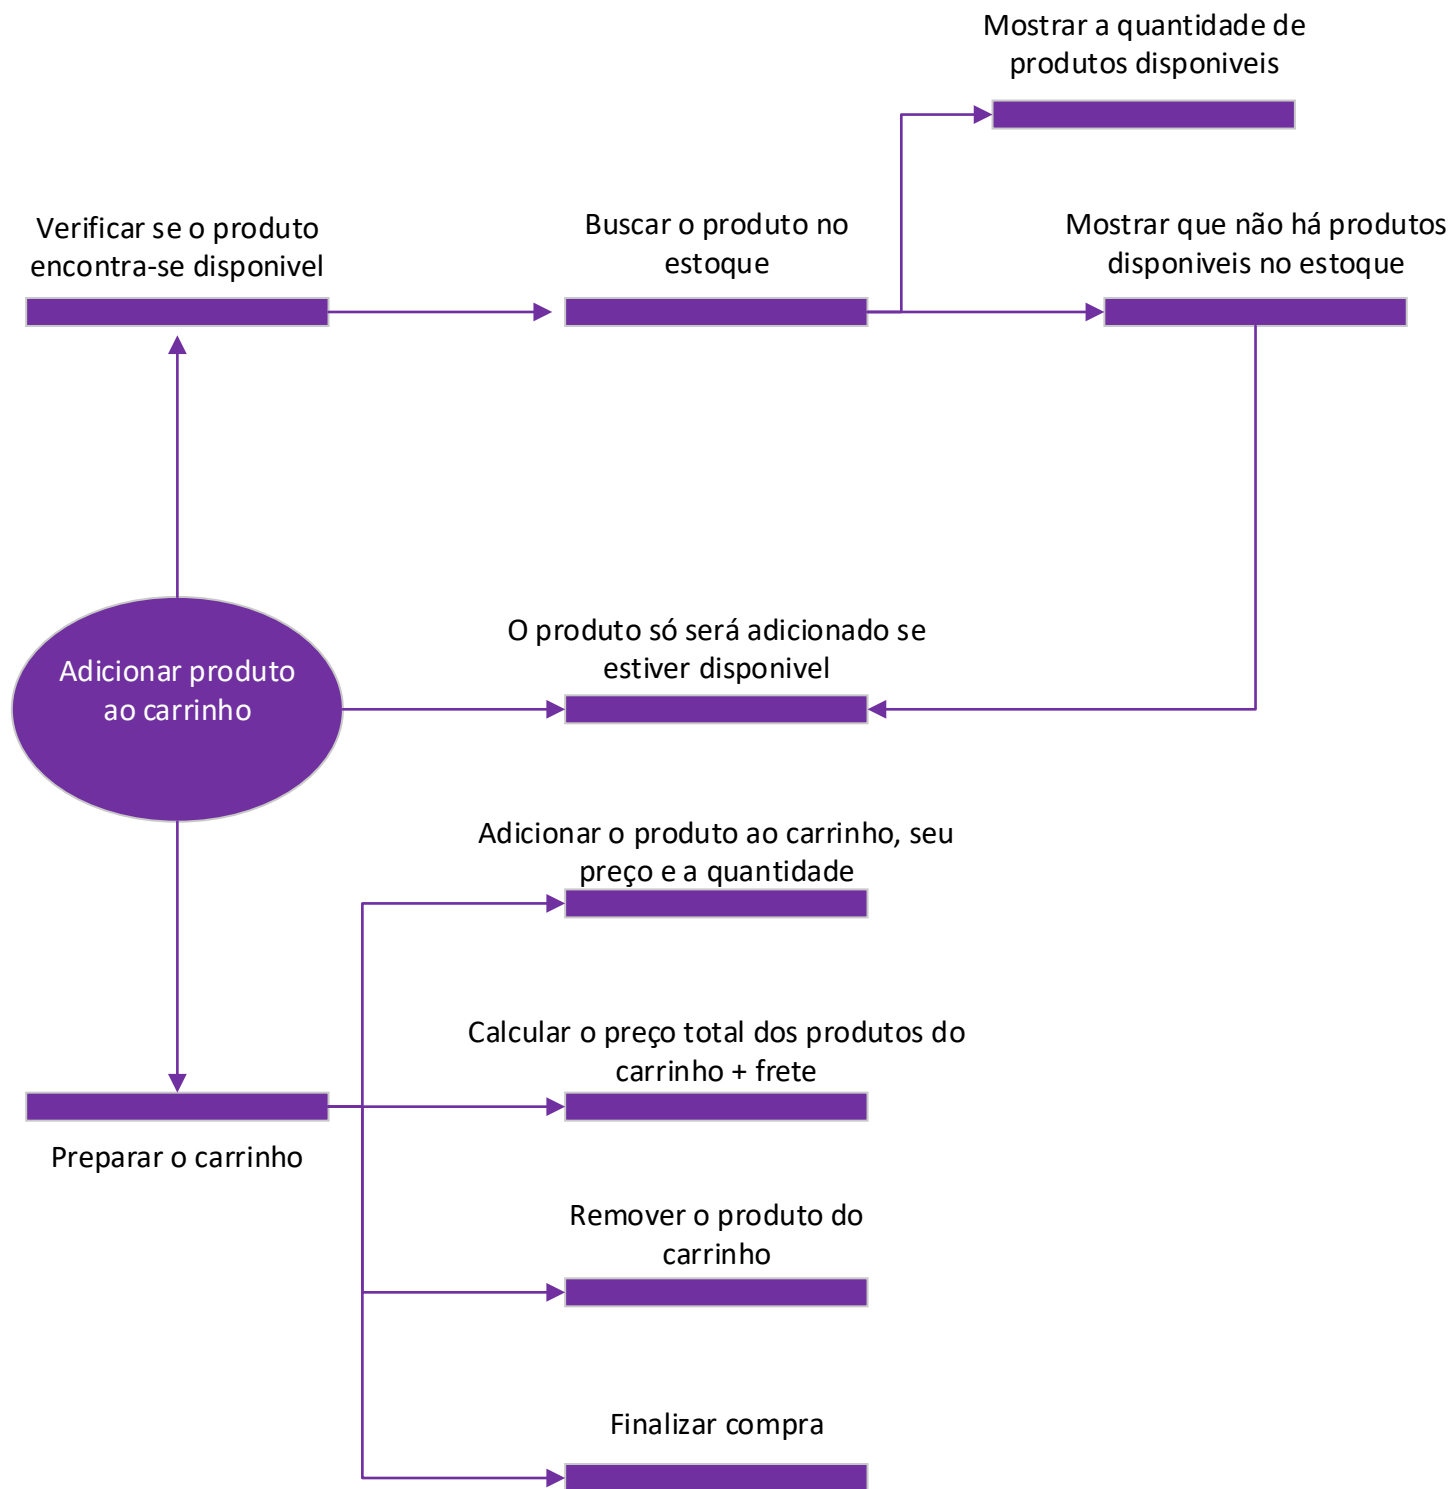 Mostrar a quantidade de
produtos disponiveis
Verificar se o produto
encontra-se disponivel
Buscar o produto no
estoque
Mostrar que não há produtos
disponiveis no estoque
Adicionar produto
ao carrinho
O produto só será adicionado se
estiver disponivel
Adicionar o produto ao carrinho, seu
preço e a quantidade
Calcular o preço total dos produtos do
carrinho + frete
Preparar o carrinho
Remover o produto do
carrinho
Finalizar compra